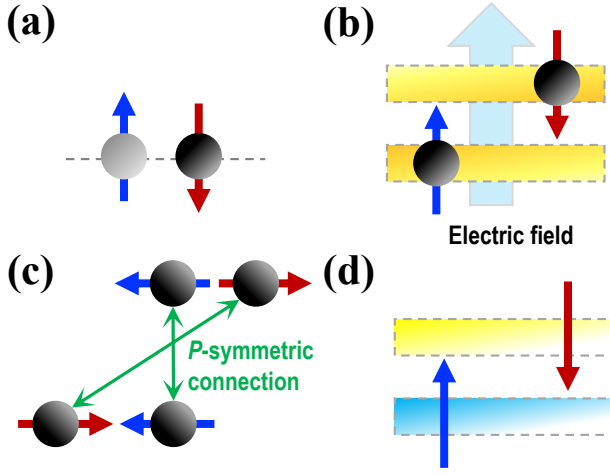 (a)
(b)
Electric field
(c)
P-symmetric
connection
(d)